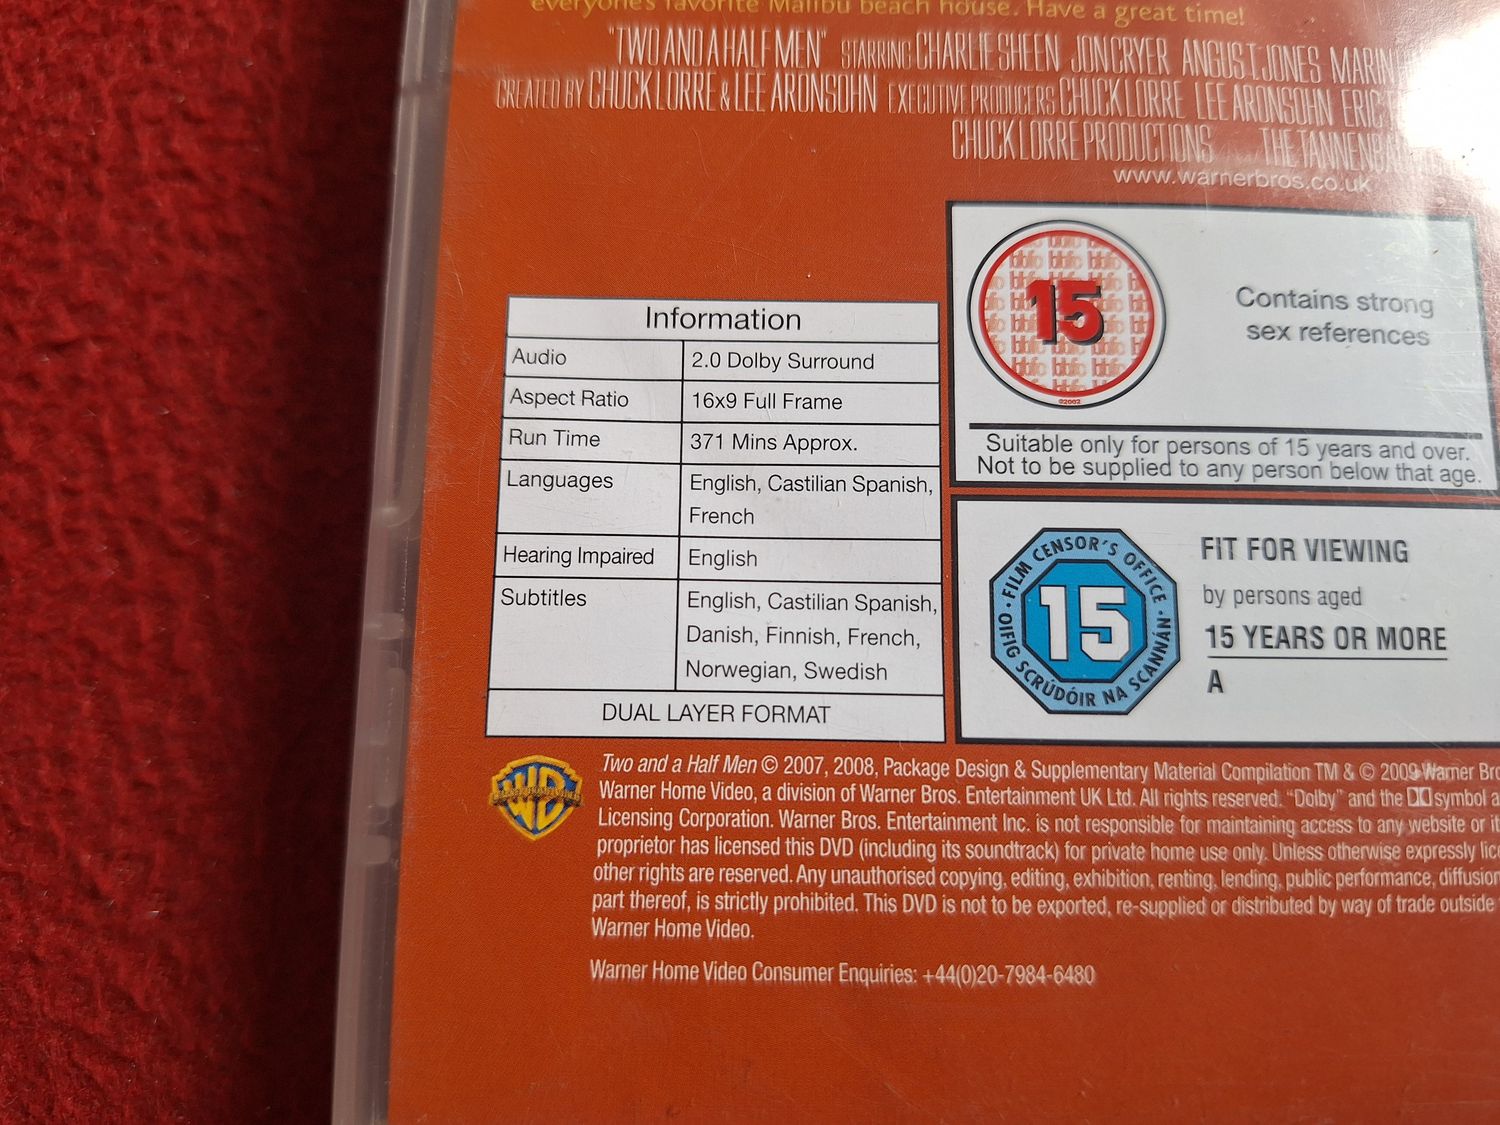 everyone's favorite Malibu beach house. Have a great time!
"TWO AND A HALF MEN" STARRING CHARLIE SHEEN JON CRYER ANGUS T. JONES MARIN
CREATED BY CHUCK LORRE & LEE ARONSOHN EXECUTIVE PRODUCERS CHUCK LORRE LEE ARONSOHN ERIC
CHUCK LORRE PRODUCTIONS THE
www.warnerbros.co.uk
Information
Audio 2.0 Dolby Surround
Aspect Ratio 16x9 Full Frame
Run Time 371 Mins Approx.
Languages English, Castilian Spanish,
French
Hearing Impaired English
Subtitles English, Castilian Spanish,
Danish, Finnish, French,
Norwegian, Swedish
DUAL LAYER FORMAT
15
©2002
Contains strong
sex references
Suitable only for persons of 15 years and over.
Not to be supplied to any person below that age.
FILM CENSOR'S OFFICE
15
OIFIG SCRÚDÓIR NA SCANNÁN
FIT FOR VIEWING
by persons aged
15 YEARS OR MORE
A
Two and a Half Men © 2007, 2008, Package Design & Supplementary Material Compilation TM & © 2009 Warner Bro
Warner Home Video, a division of Warner Bros. Entertainment UK Ltd. All rights reserved. "Dolby" and the symbol a
Licensing Corporation. Warner Bros. Entertainment Inc. is not responsible for maintaining access to any website or it
proprietor has licensed this DVD (including its soundtrack) for private home use only. Unless otherwise expressly lice
other rights are reserved. Any unauthorised copying, editing, exhibition, renting, lending, public performance, diffusion
part thereof, is strictly prohibited. This DVD is not to be exported, re-supplied or distributed by way of trade outside
Warner Home Video.
Warner Home Video Consumer Enquiries: +44(0)20-7984-6480